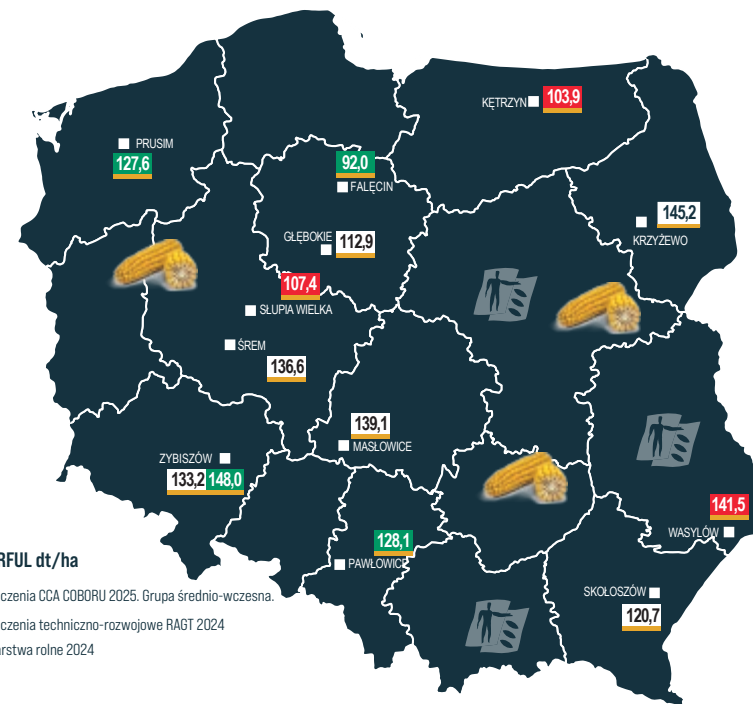 KĘTRZYN 103,9
PRUSIM
127,6
92,0
FALĘCIN
145,2
KRZYŻEWO
GŁĘBOKIE 112,9
107,4
SŁUPIA WIELKA
ŚREM
136,6
139,1
MASŁOWICE
ZYBISZÓW
133,2 148,0
141,5
WASYLÓW
128,1
PAWŁOWICE
SKOŁOSZÓW
120,7
RFUL dt/ha
czenia CCA COBORU 2025. Grupa średnio-wczesna.
czenia techniczno-rozwojowe RAGT 2024
rstwa rolne 2024